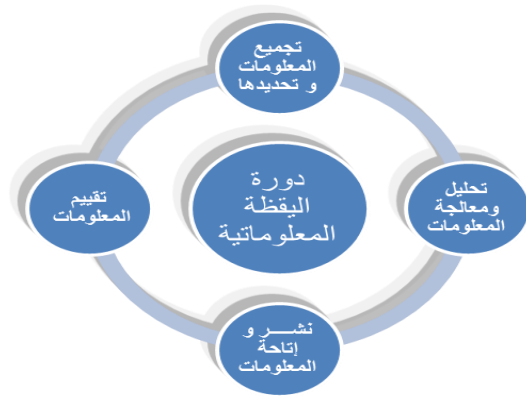 تجميع
المعلومات
و تحديدها
دورة
اليقظة
المعلوماتية
تحليل
ومعالجة
المعلومات
نشـــر و
إتاحة
المعلومات
تقييم
المعلومات